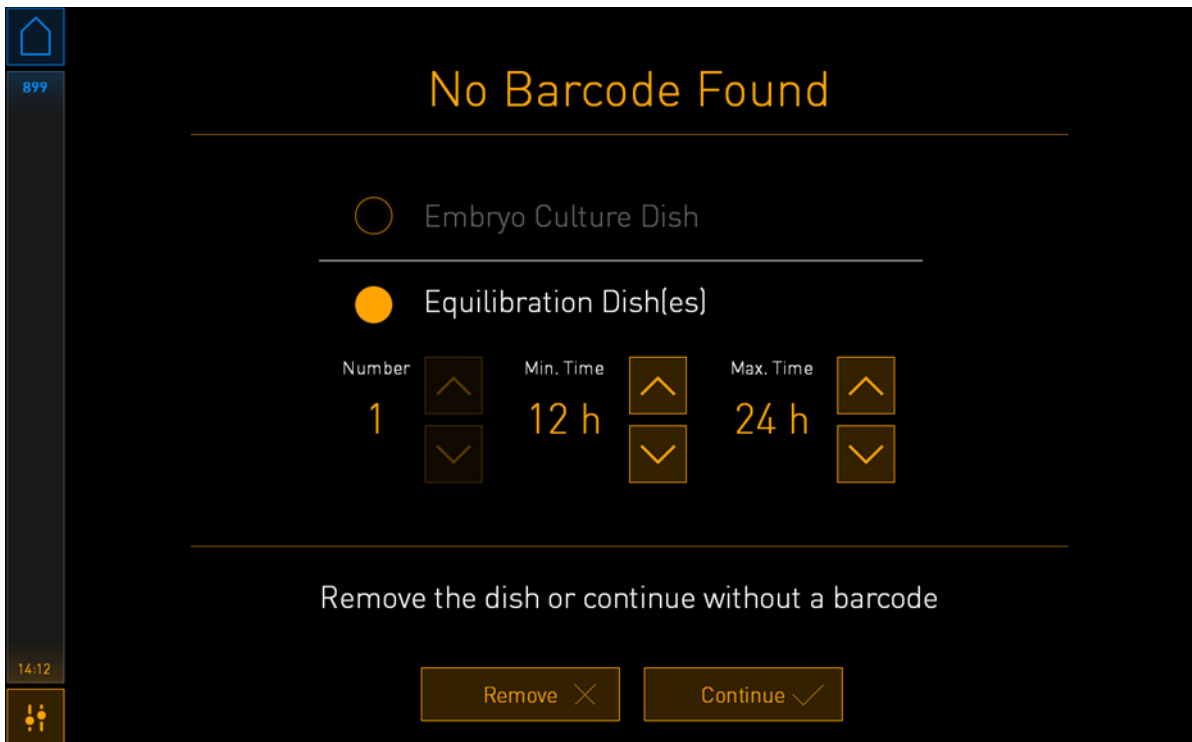 899
No Barcode Found
Embryo Culture Dish
Equilibration Dish(es)
Number Min. Time Max. Time
1 12 h 24 h
Remove the dish or continue without a barcode
14:12
Remove Continue